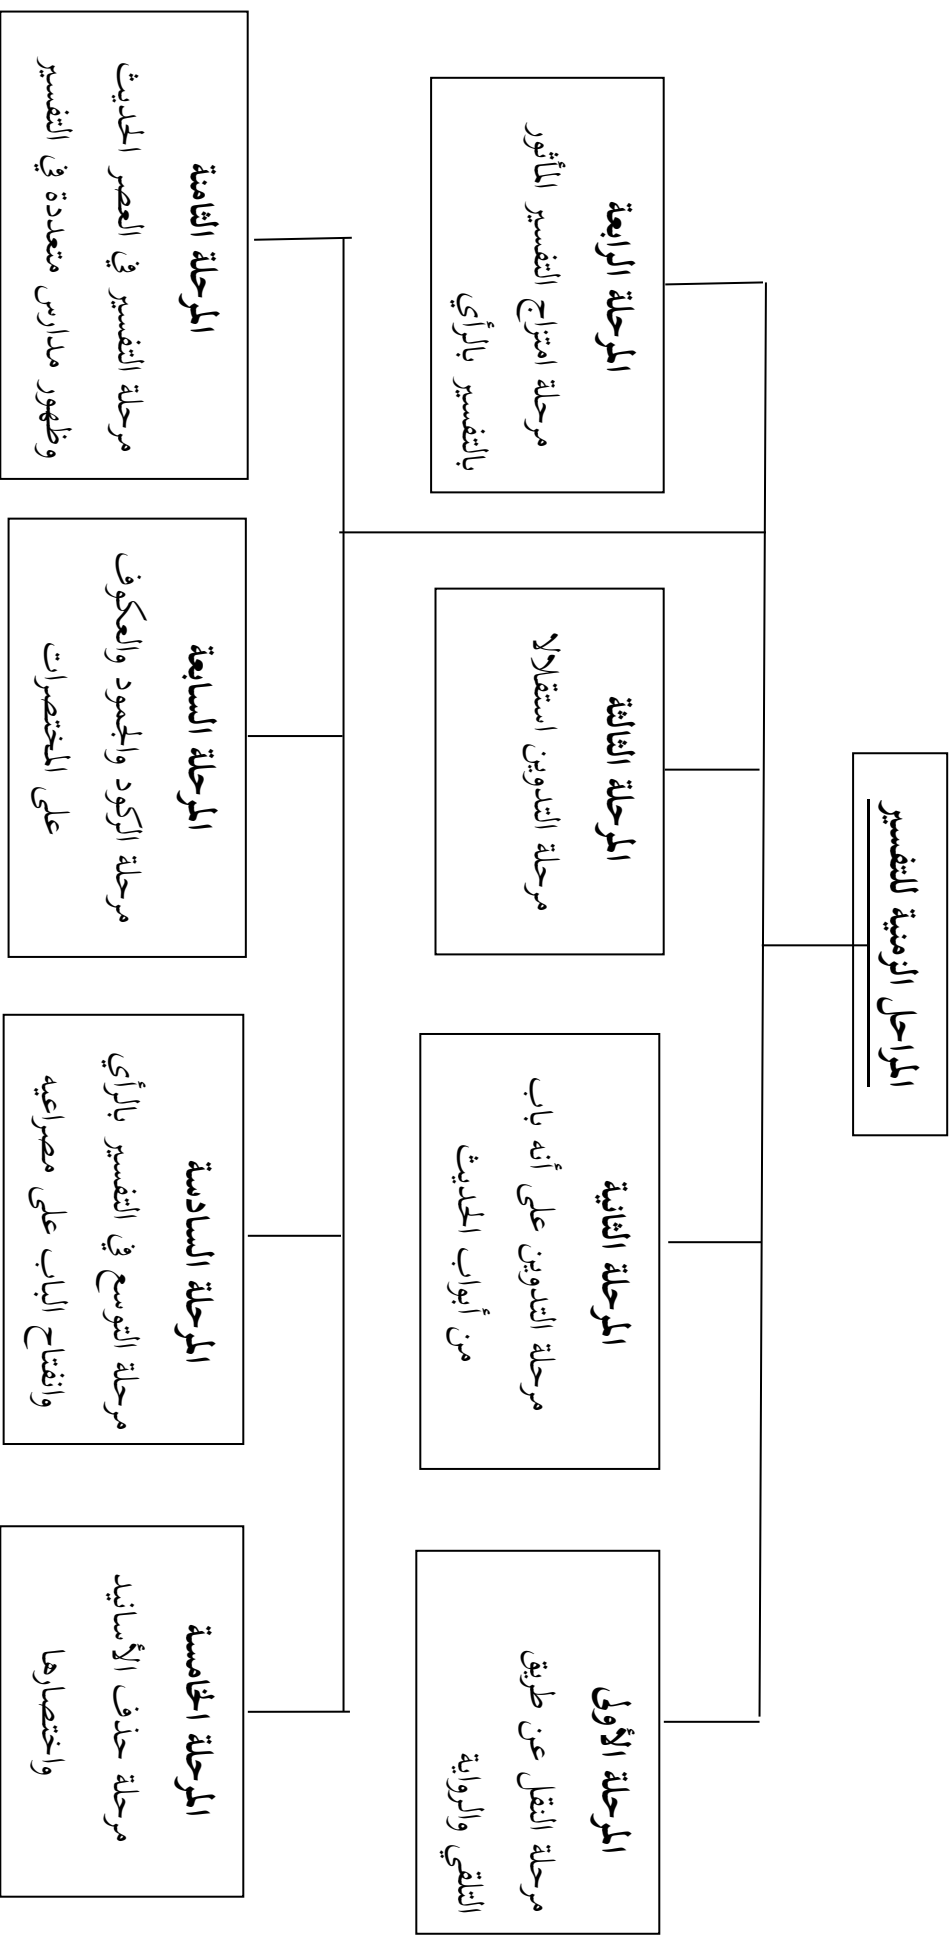 المراحل الزمنية للتفسير
المرحلة الأولى
مرحلة النقل عن طريق
التلقي والرواية
المرحلة الثانية
مرحلة التدوين على أنه باب
من أبواب الحديث
المرحلة الثالثة
مرحلة التدوين استقلالا
المرحلة الرابعة
مرحلة امتزاج التفسير المأثور
بالتفسير بالرأي
المرحلة الخامسة
مرحلة حذف الأسانيد
واختصارها
المرحلة السادسة
مرحلة التوسع في التفسير بالرأي
وانفتاح الباب على مصراعيه
المرحلة السابعة
مرحلة الركود والجمود والعكوف
على المختصرات
المرحلة الثامنة
مرحلة التفسير في العصر الحديث
وظهور مدارس متعددة في التفسير